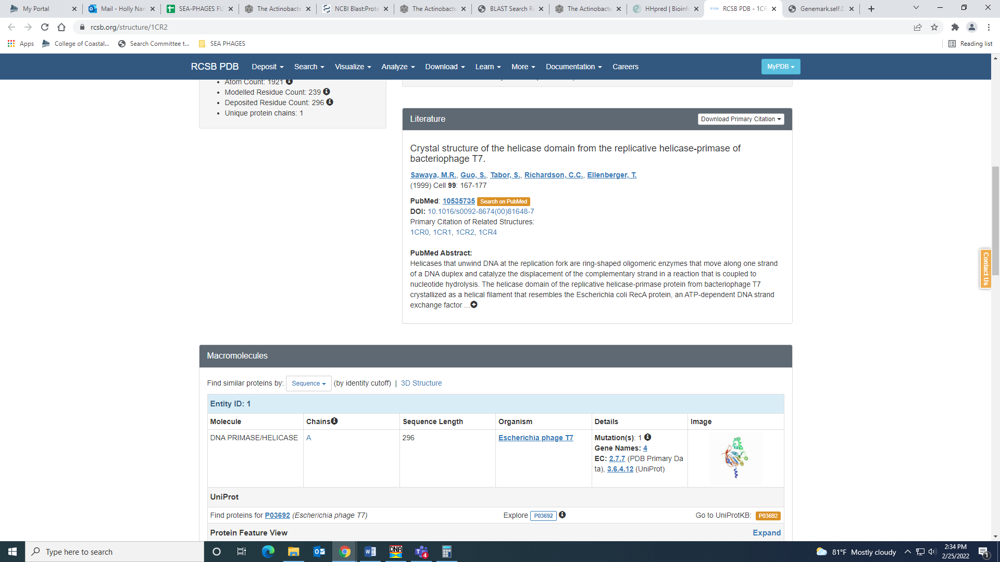 My Portal
Mail - Holly Nan
SEA-PHAGES FU
The Actinobacte
NCBI Blast:Prote
The Actinobacte
BLAST Search Re
The Actinobacte
HHpred | Bioinfo
RCSB PDB - 1CR
Genemark.self.D
rcsb.org/structure/1CR2
Apps
College of Coastal...
Search Committee t...
SEA PHAGES
Reading list
RCSB PDB Deposit Search Visualize Analyze Download Learn More Documentation Careers MyPDB
Atom Count: 1921
Modelled Residue Count: 239
Deposited Residue Count: 296
Unique protein chains: 1
Literature
Download Primary Citation
Crystal structure of the helicase domain from the replicative helicase-primase of
bacteriophage T7.
Sawaya, M.R., Guo, S., Tabor, S., Richardson, C.C., Ellenberger, T.
(1999) Cell 99: 167-177
PubMed: 10535735 Search on PubMed
DOI: 10.1016/s0092-8674(00)81648-7
Primary Citation of Related Structures:
1CR0, 1CR1, 1CR2, 1CR4
PubMed Abstract:
Helicases that unwind DNA at the replication fork are ring-shaped oligomeric enzymes that move along one strand
of a DNA duplex and catalyze the displacement of the complementary strand in a reaction that is coupled to
nucleotide hydrolysis. The helicase domain of the replicative helicase-primase protein from bacteriophage T7
crystallized as a helical filament that resembles the Escherichia coli RecA protein, an ATP-dependent DNA strand
exchange factor ...
Contact Us
Macromolecules
Find similar proteins by: Sequence (by identity cutoff) | 3D Structure
Entity ID: 1
Molecule Chains Sequence Length Organism Details Image
DNA PRIMASE/HELICASE A 296 Escherichia phage T7 Mutation(s): 1
Gene Names: 4
EC: 2.7.7 (PDB Primary Da
ta), 3.6.4.12 (UniProt)
UniProt
Find proteins for P03692 (Escherichia phage T7) Explore P03692 Go to UniProtKB: P03692
Protein Feature View Expand
Type here to search
DNA
4
81°F Mostly cloudy
2:34 PM
2/25/2022
1